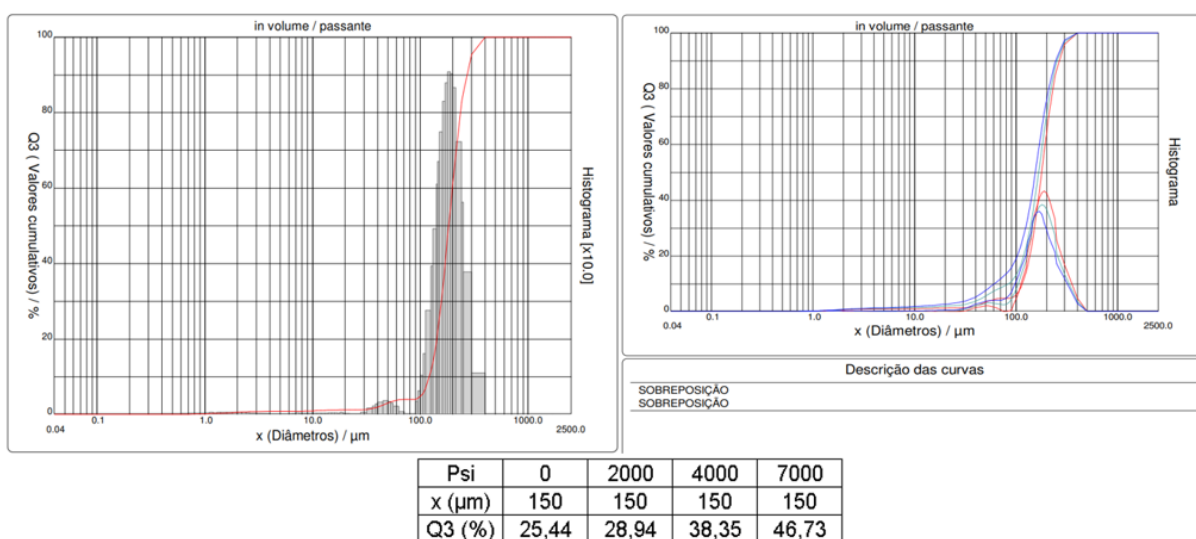 in volume / passante
100
80
60
40
20
0
Q3 ( Valores cumulativos) / %
Histograma [x10.0]
0.1 1.0 10.0 100.0 1000.0
0.04 2500.0
x (Diâmetros) / µm
in volume / passante
100
80
60
40
20
0
Q3 ( Valores cumulativos) / %
Histograma
0.1 1.0 10.0 100.0 1000.0
0.04 2500.0
x (Diâmetros) / µm
Descrição das curvas
SOBREPOSIÇÃO
SOBREPOSIÇÃO
Psi 0 2000 4000 7000
x (µm) 150 150 150 150
Q3 (%) 25,44 28,94 38,35 46,73